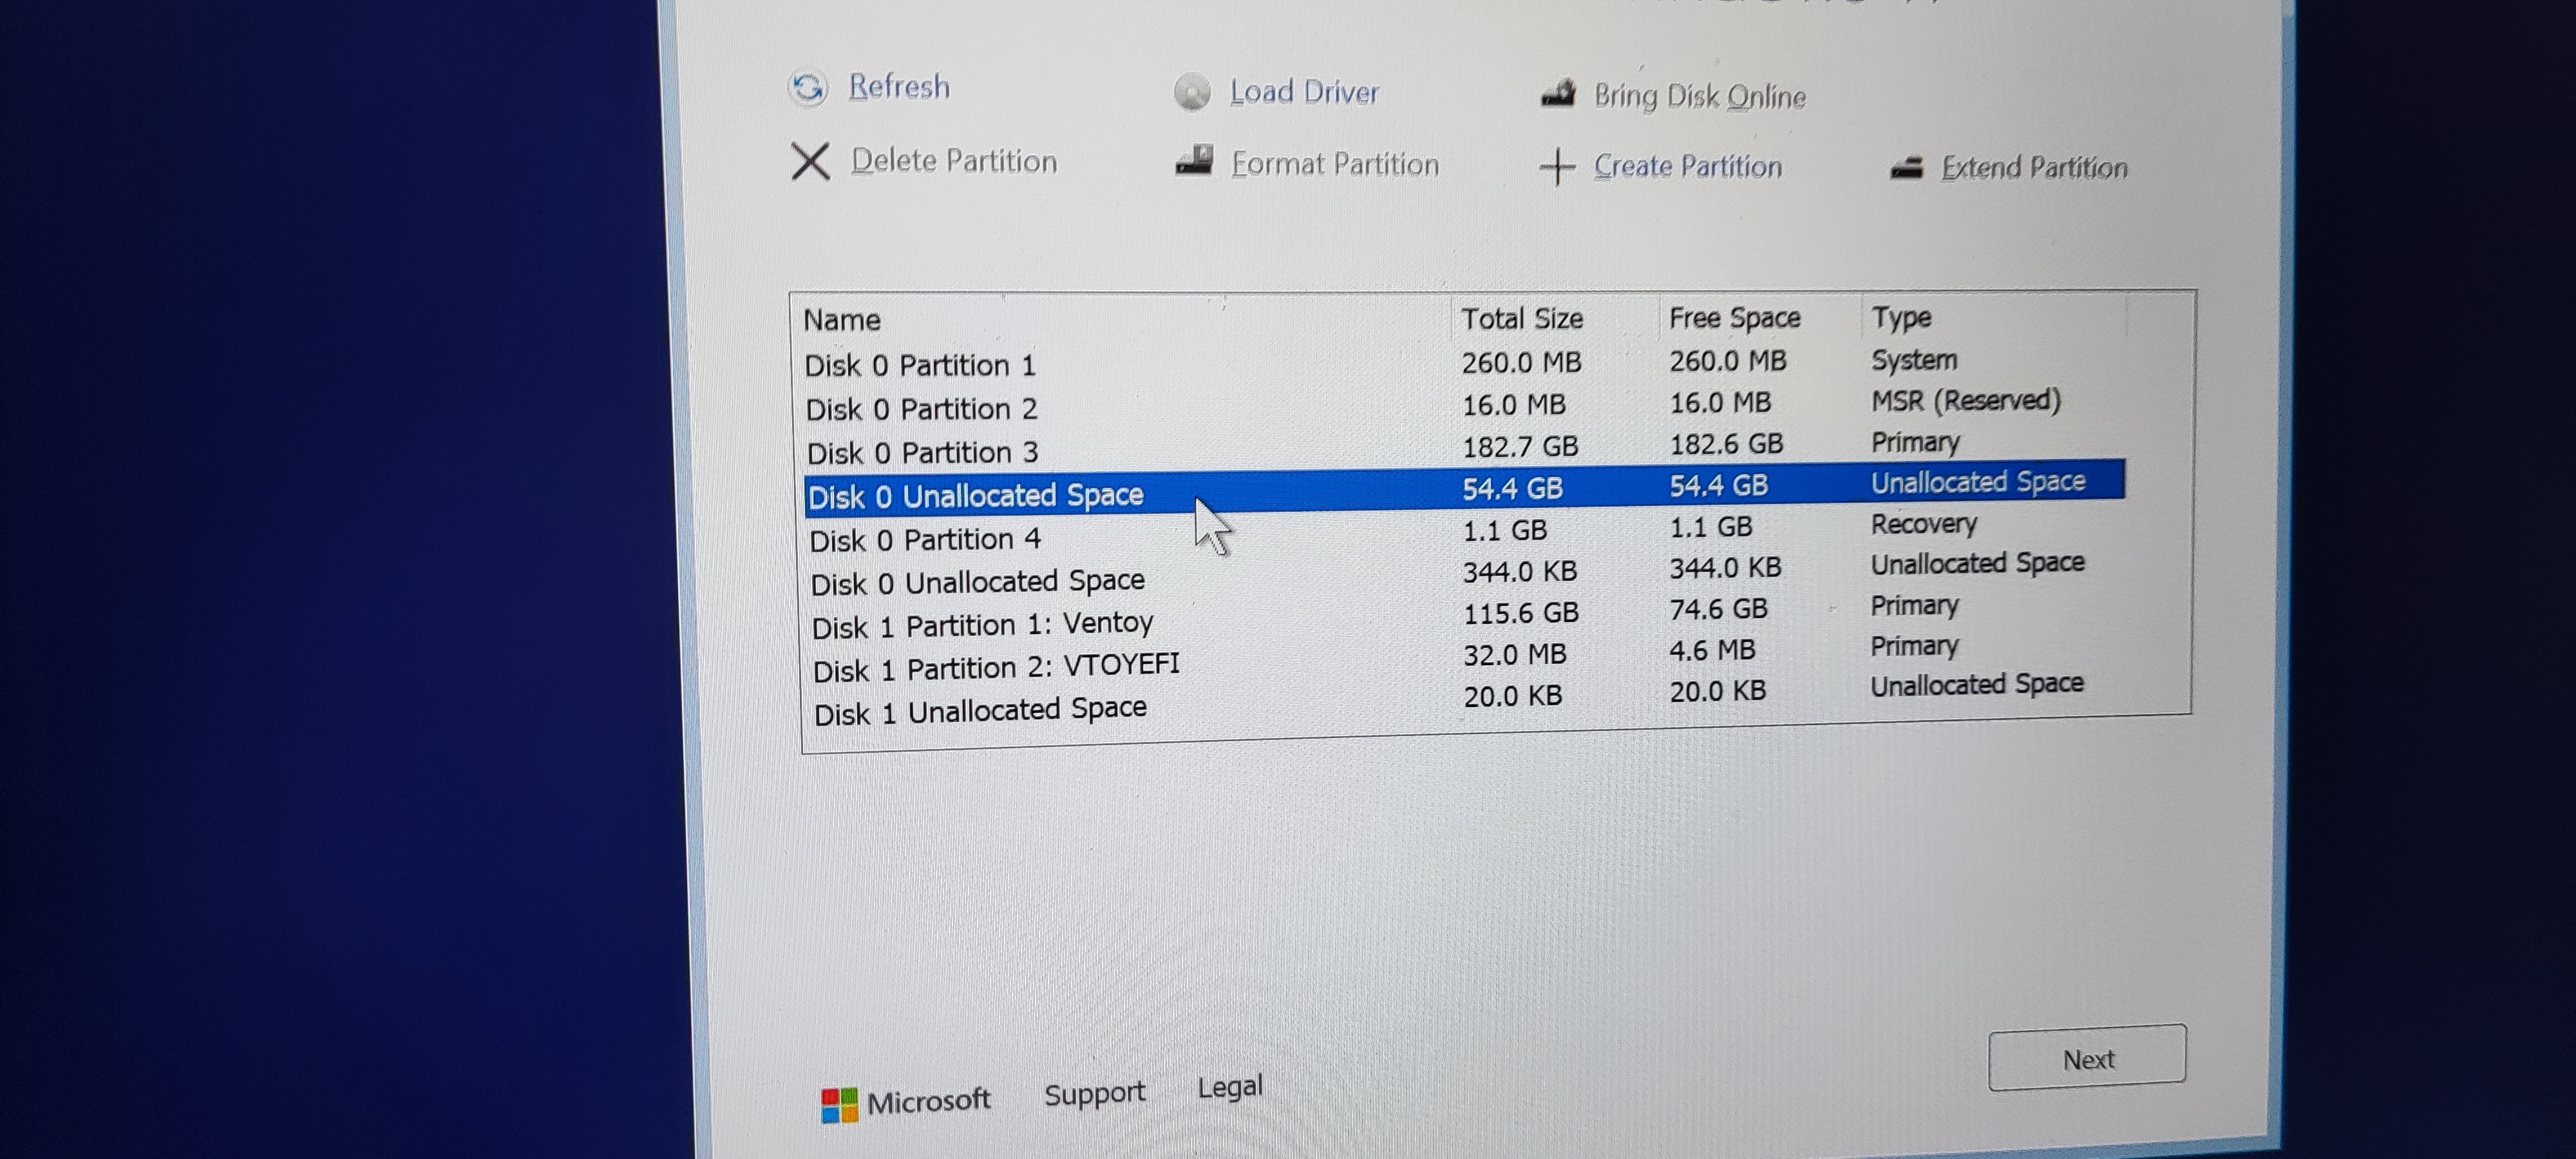 Refresh Load Driver Bring Disk Online
Delete Partition Format Partition Create Partition Extend Partition
Name Total Size Free Space Type
Disk 0 Partition 1 260.0 MB 260.0 MB System
Disk 0 Partition 2 16.0 MB 16.0 MB MSR (Reserved)
Disk 0 Partition 3 182.7 GB 182.6 GB Primary
Disk 0 Unallocated Space 54.4 GB 54.4 GB Unallocated Space
Disk 0 Partition 4 1.1 GB 1.1 GB Recovery
Disk 0 Unallocated Space 344.0 KB 344.0 KB Unallocated Space
Disk 1 Partition 1: Ventoy 115.6 GB 74.6 GB Primary
Disk 1 Partition 2: VTOYEFI 32.0 MB 4.6 MB Primary
Disk 1 Unallocated Space 20.0 KB 20.0 KB Unallocated Space
Next
Microsoft Support Legal